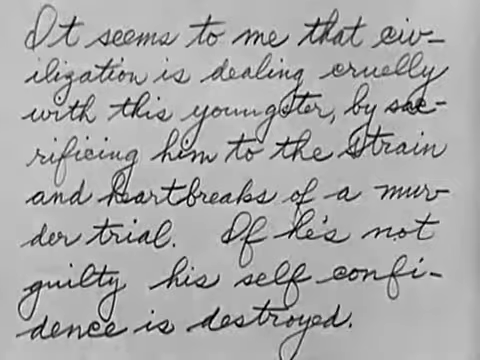 It seems to me that civ-
ilization is dealing cruelly
with this youngster, by sac-
rificing him to the strain
and heartbreaks of a mur-
der trial. If he's not
guilty his self confi-
dence is destroyed.